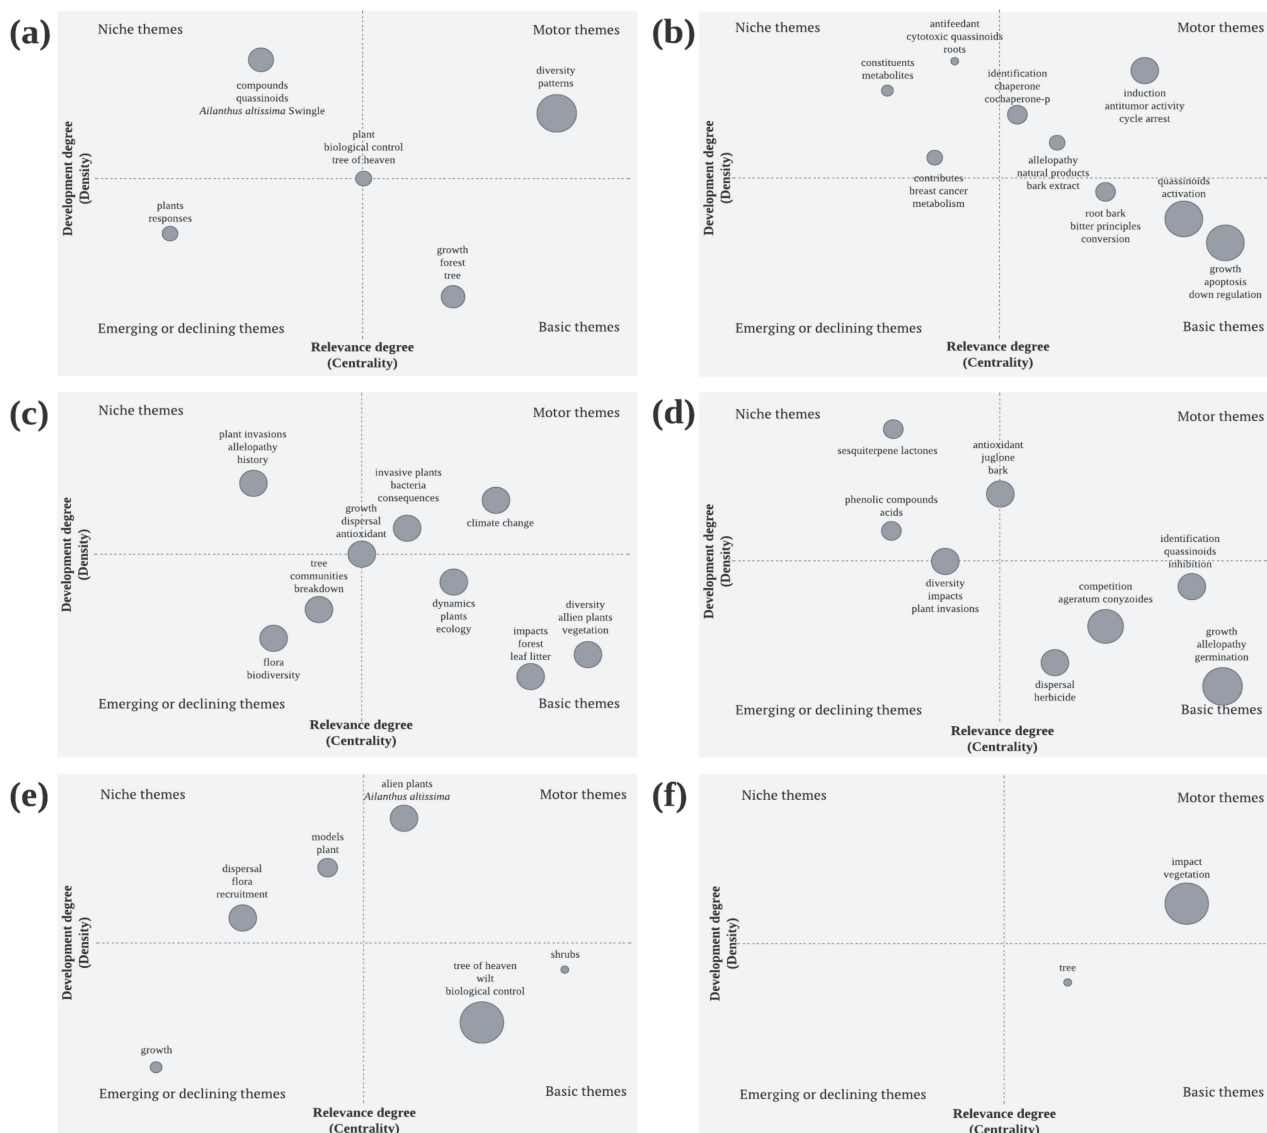 (a)
Niche themes
Motor themes
compounds
quassinoids
Ailanthus altissima Swingle
diversity
patterns
plant
biological control
tree of heaven
plants
responses
growth
forest
tree
Development degree
(Density)
Emerging or declining themes
Basic themes
Relevance degree
(Centrality)
(b)
Niche themes
Motor themes
antifeedant
cytotoxic quassinoids
roots
constituents
metabolites
identification
chaperone
cochaperone-p
induction
antitumor activity
cycle arrest
contributes
breast cancer
metabolism
allelopathy
natural products
bark extract
quassinoids
activation
root bark
bitter principles
conversion
growth
apoptosis
down regulation
Development degree
(Density)
Emerging or declining themes
Basic themes
Relevance degree
(Centrality)
(c)
Niche themes
Motor themes
plant invasions
allelopathy
history
invasive plants
bacteria
consequences
climate change
growth
dispersal
antioxidant
tree
communities
breakdown
flora
biodiversity
dynamics
plants
ecology
diversity
allien plants
vegetation
impacts
forest
leaf litter
Development degree
(Density)
Emerging or declining themes
Basic themes
Relevance degree
(Centrality)
(d)
Niche themes
Motor themes
sesquiterpene lactones
antioxidant
juglone
bark
phenolic compounds
acids
diversity
impacts
plant invasions
identification
quassinoids
inhibition
competition
ageratum conyzoides
growth
allelopathy
germination
dispersal
herbicide
Development degree
(Density)
Emerging or declining themes
Basic themes
Relevance degree
(Centrality)
(e)
Niche themes
Motor themes
alien plants
Ailanthus altissima
models
plant
dispersal
flora
recruitment
shrubs
tree of heaven
wilt
biological control
growth
Development degree
(Density)
Emerging or declining themes
Basic themes
Relevance degree
(Centrality)
(f)
Niche themes
Motor themes
impact
vegetation
tree
Development degree
(Density)
Emerging or declining themes
Basic themes
Relevance degree
(Centrality)